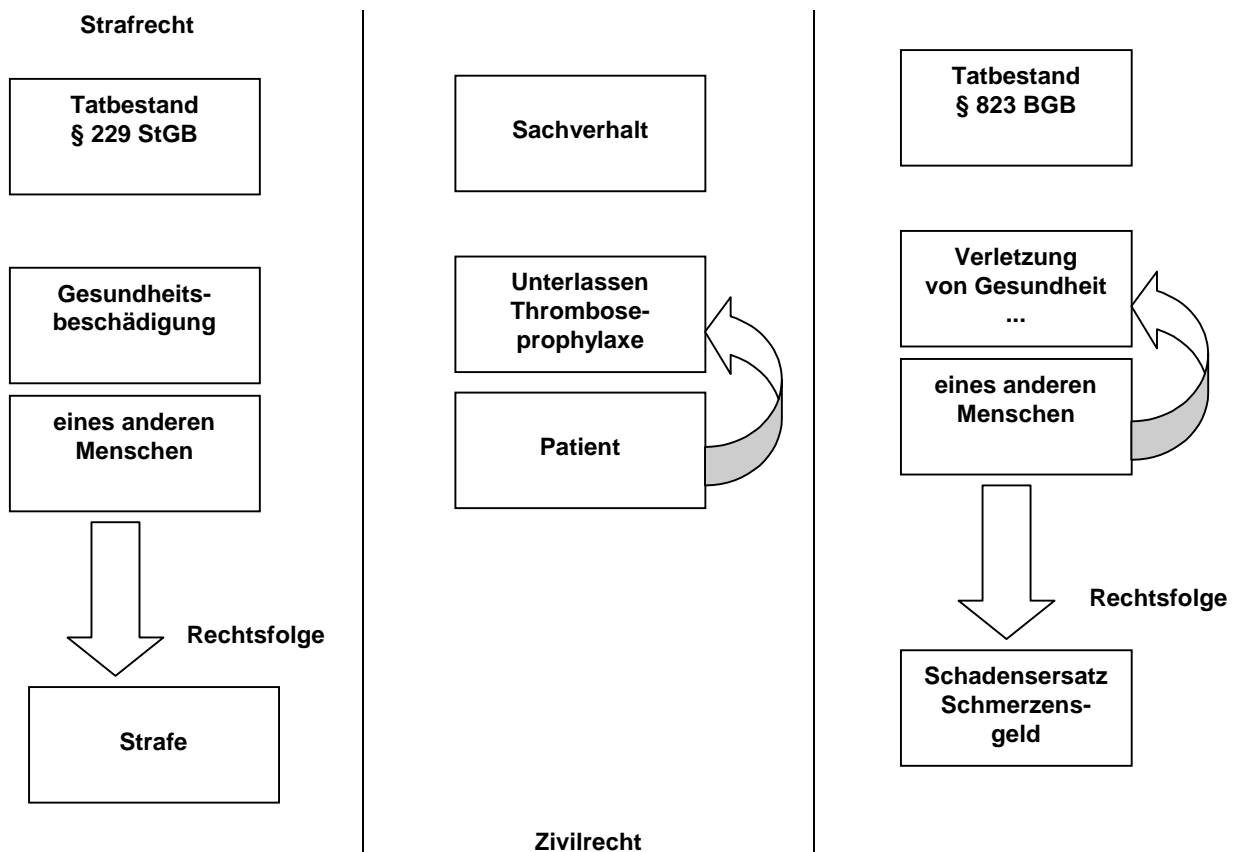 Strafrecht
Tatbestand
§ 229 StGB
Gesundheits-
beschädigung
eines anderen
Menschen
Rechtsfolge
Strafe
Sachverhalt
Unterlassen
Thrombose-
prophylaxe
Patient
Zivilrecht
Tatbestand
§ 823 BGB
Verletzung
von Gesundheit
...
eines anderen
Menschen
Rechtsfolge
Schadensersatz
Schmerzens-
geld